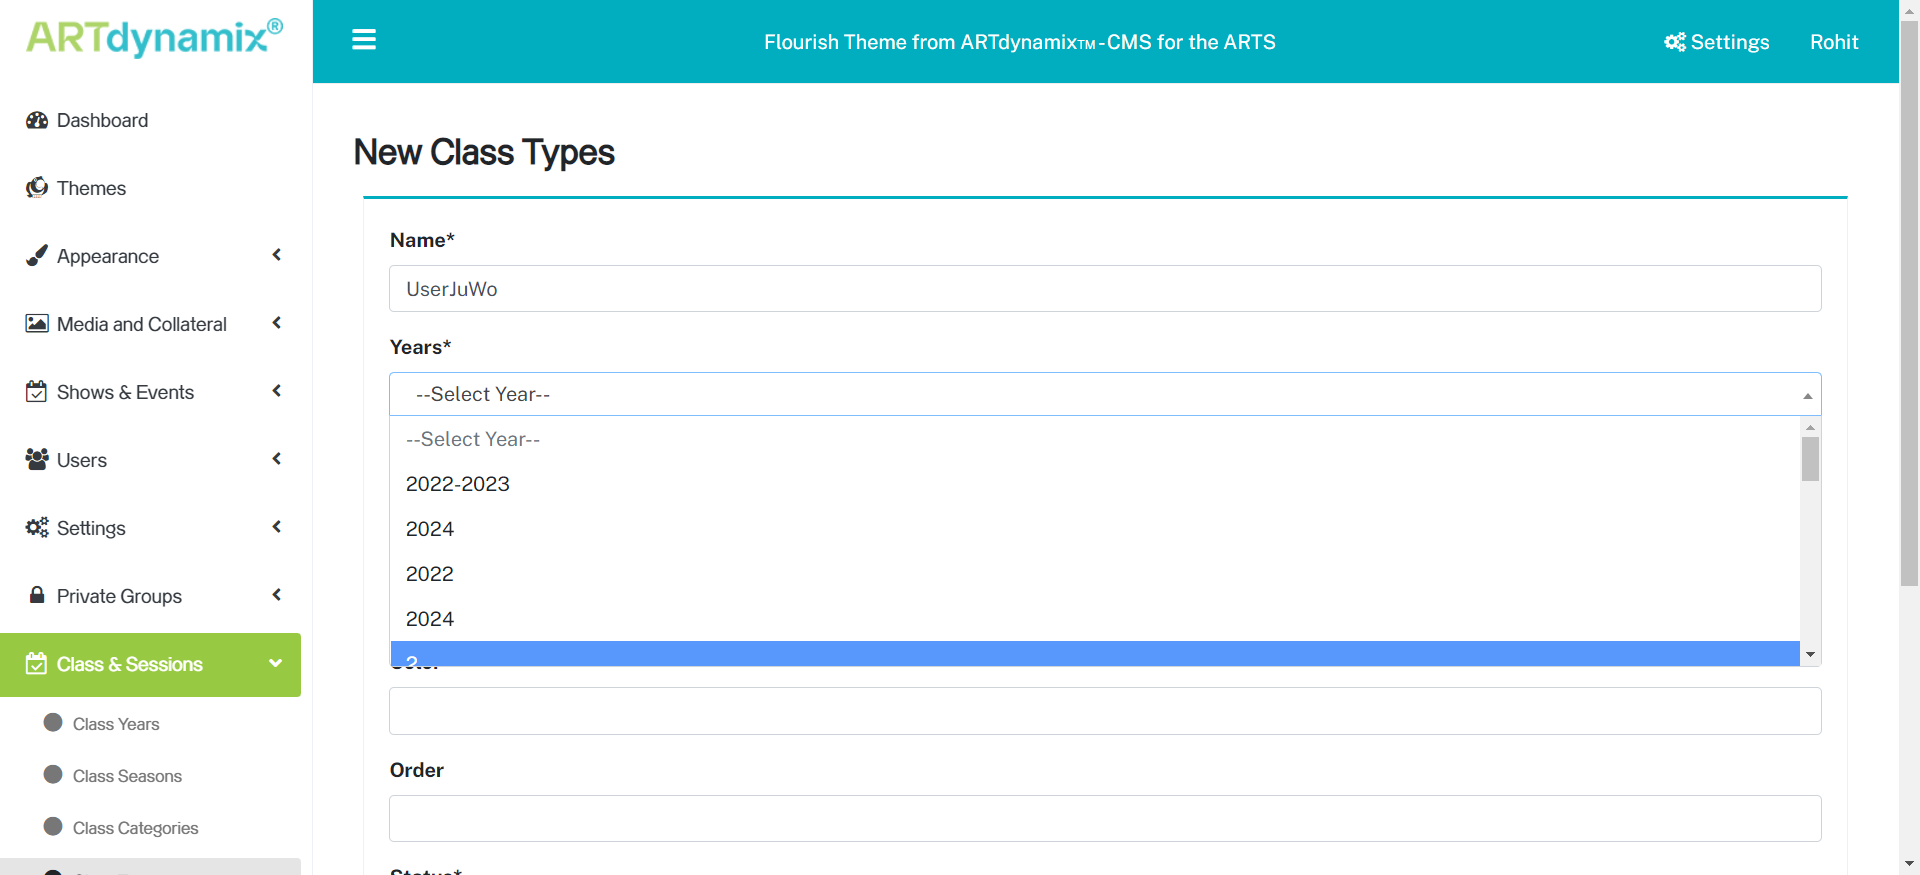 ARTdynamix®
Flourish Theme from ARTdynamix™ - CMS for the ARTS
Settings
Rohit
Dashboard
Themes
Appearance
Media and Collateral
Shows & Events
Users
Settings
Private Groups
Class & Sessions
Class Years
Class Seasons
Class Categories
New Class Types
Name*
UserJuWo
Years*
--Select Year--
--Select Year--
2022-2023
2024
2022
2024
Order